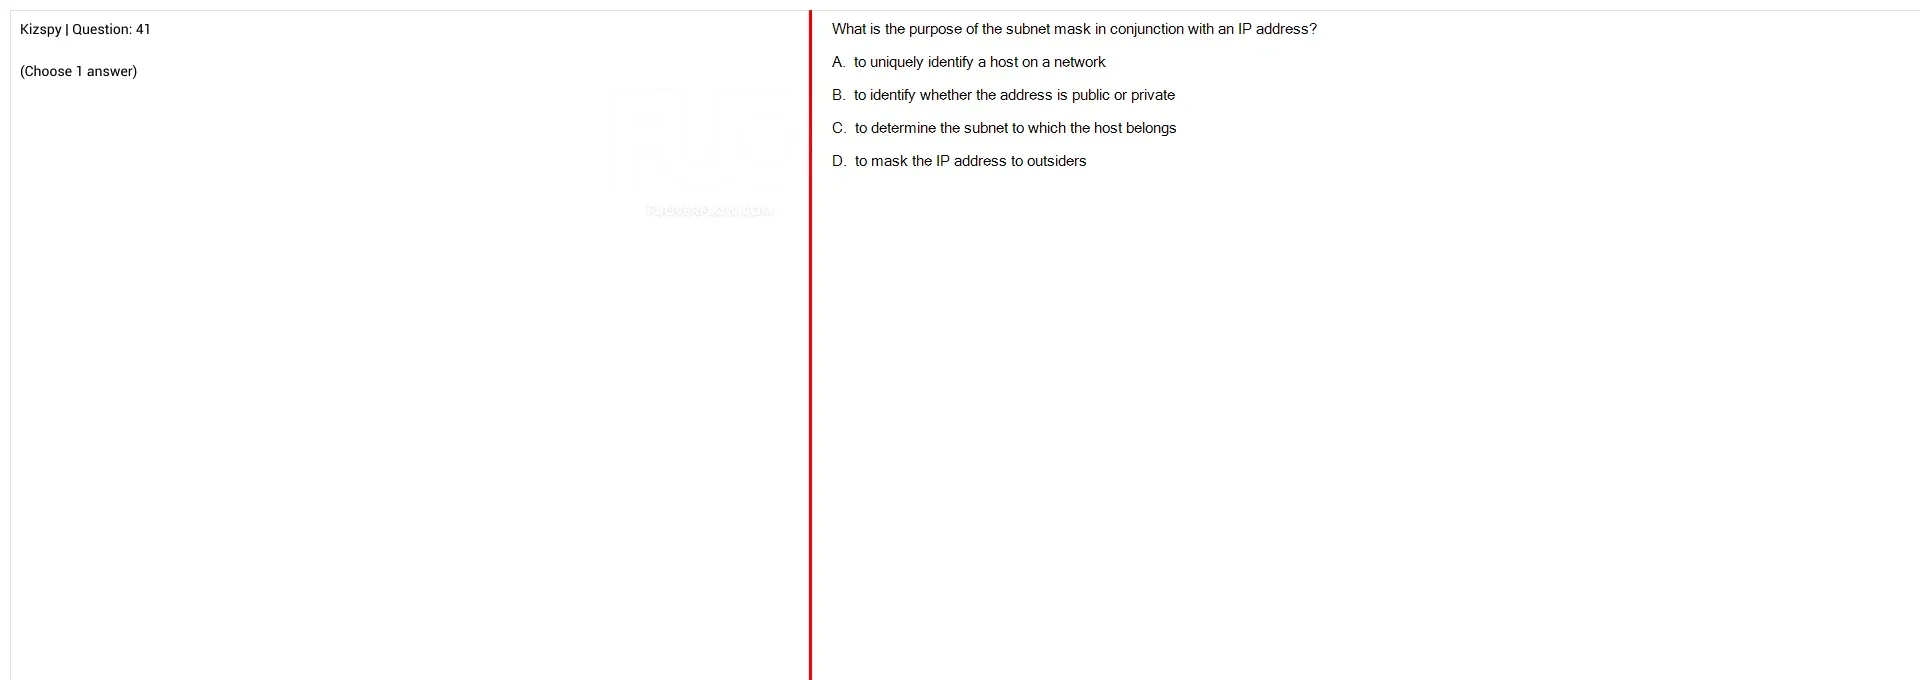 Kizspy | Question: 41
(Choose 1 answer)
What is the purpose of the subnet mask in conjunction with an IP address?
A. to uniquely identify a host on a network
B. to identify whether the address is public or private
C. to determine the subnet to which the host belongs
D. to mask the IP address to outsiders